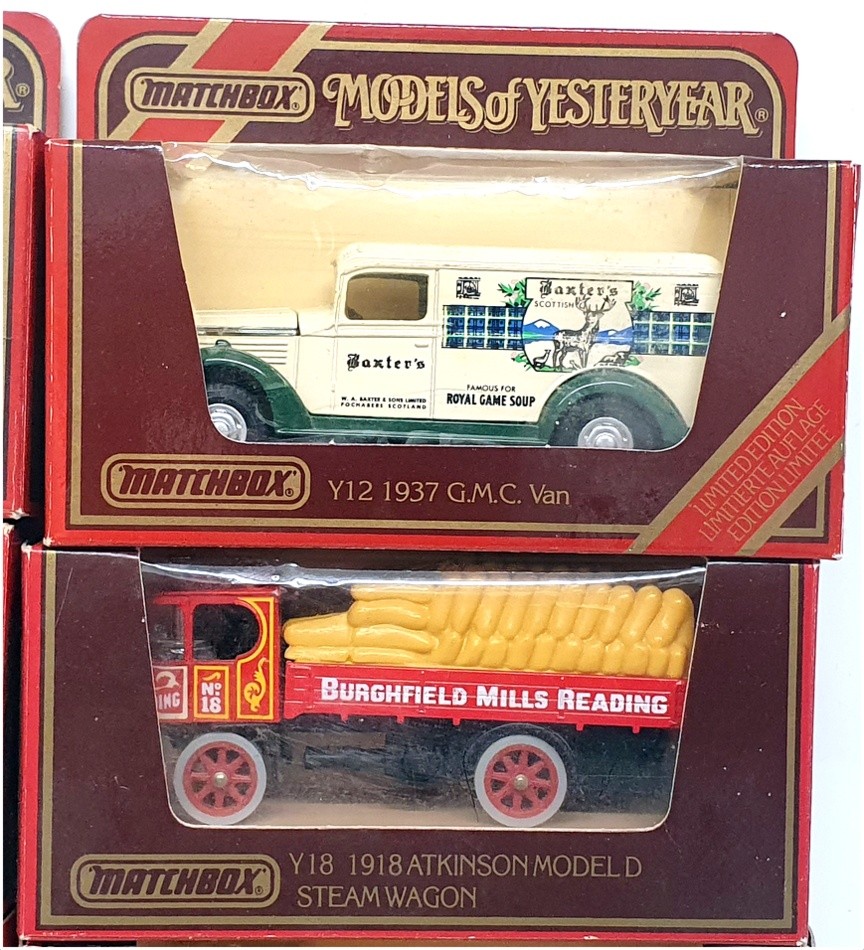 R®
MATCHBOX® MODELS of YESTERYEAR®
Baxter's
SCOTTISH
Baxter's
W. A. BAXTER & SONS LIMITED
FOCHABERS SCOTLAND
FAMOUS FOR
ROYAL GAME SOUP
LIMITED EDITION
LIMITIERTE AUFLAGE
EDITION LIMITEE
MATCHBOX® Y12 1937 G.M.C. Van
ING
No.
18
BURGHFIELD MILLS READING
MATCHBOX® Y18 1918 ATKINSON MODEL D
STEAM WAGON